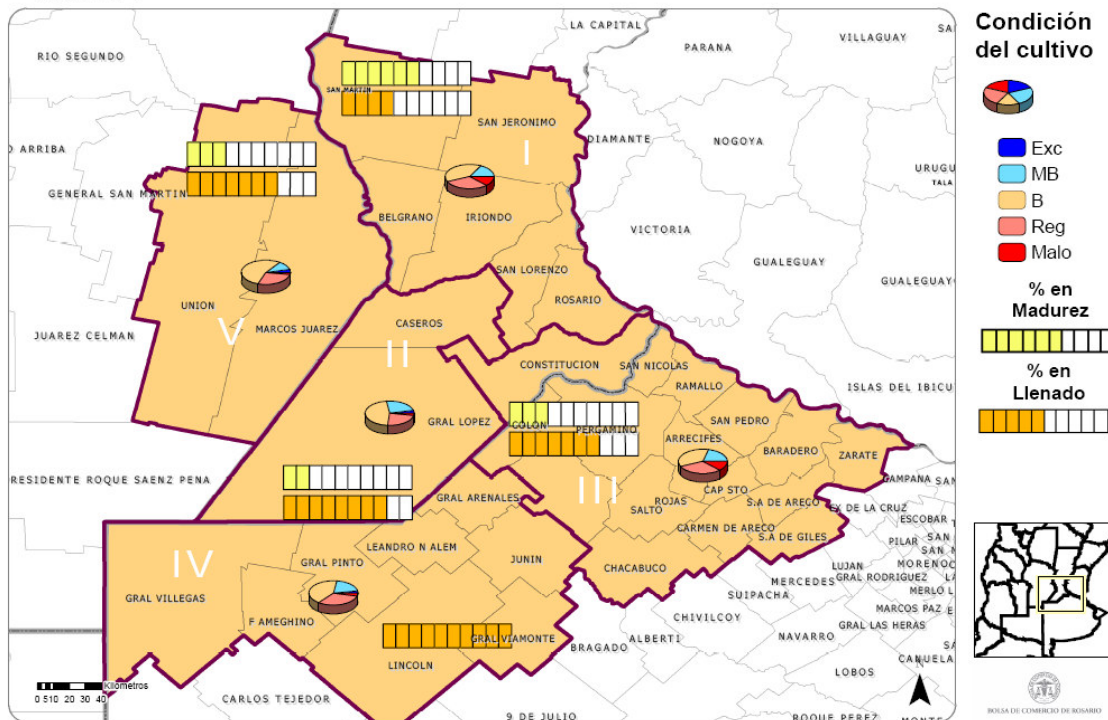 LA CAPITAL
PARANA
VILLAGUAY
RIO SEGUNDO
SAN MARTIN
SAN JERONIMO
DIAMANTE
NOGOYA
I
GENERAL SAN MARTIN
BELGRANO
IRIONDO
VICTORIA
GUALEGUAY
SAN LORENZO
ROSARIO
UNION
V
MARCOS JUAREZ
JUAREZ CELMAN
CASEROS
II
CONSTITUCION
SAN NICOLAS
RAMALLO
ISLAS DEL IBICU
GRAL LOPEZ
COLON
PERGAMINO
SAN PEDRO
ARRECIFES
BARADERO
ZARATE
RESIDENTE ROQUE SAENZ PENA
GRAL ARENALES
III
ROJAS
SALTO
CAP STO
S.A DE ARECO
CARMEN DE ARECO
S.A DE GILES
EX DE LA CRUZ
ESCOBAR
PILAR
IV
GRAL PINTO
LEANDRO N ALEM
JUNIN
CHACABUCO
GRAL VILLEGAS
F AMEGHINO
LINCOLN
GRAL VIAMONTE
BRAGADO
ALBERTI
CHIVILCOY
SUIPACHA
MERCEDES
LUJAN
GRAL RODRIGUEZ
MORENO
MERLO
MARCOS PAZ
GRAL LAS HERAS
NAVARRO
LOBOS
CANUELA
CARLOS TEJEDOR
9 DE JULIO
ROQUE PEREZ
MONTE
Kilometros
0 5 10 20 30 40
N
Condición
del cultivo
Exc
MB
B
Reg
Malo
% en
Madurez
% en
Llenado
BOLSA DE COMERCIO DE ROSARIO